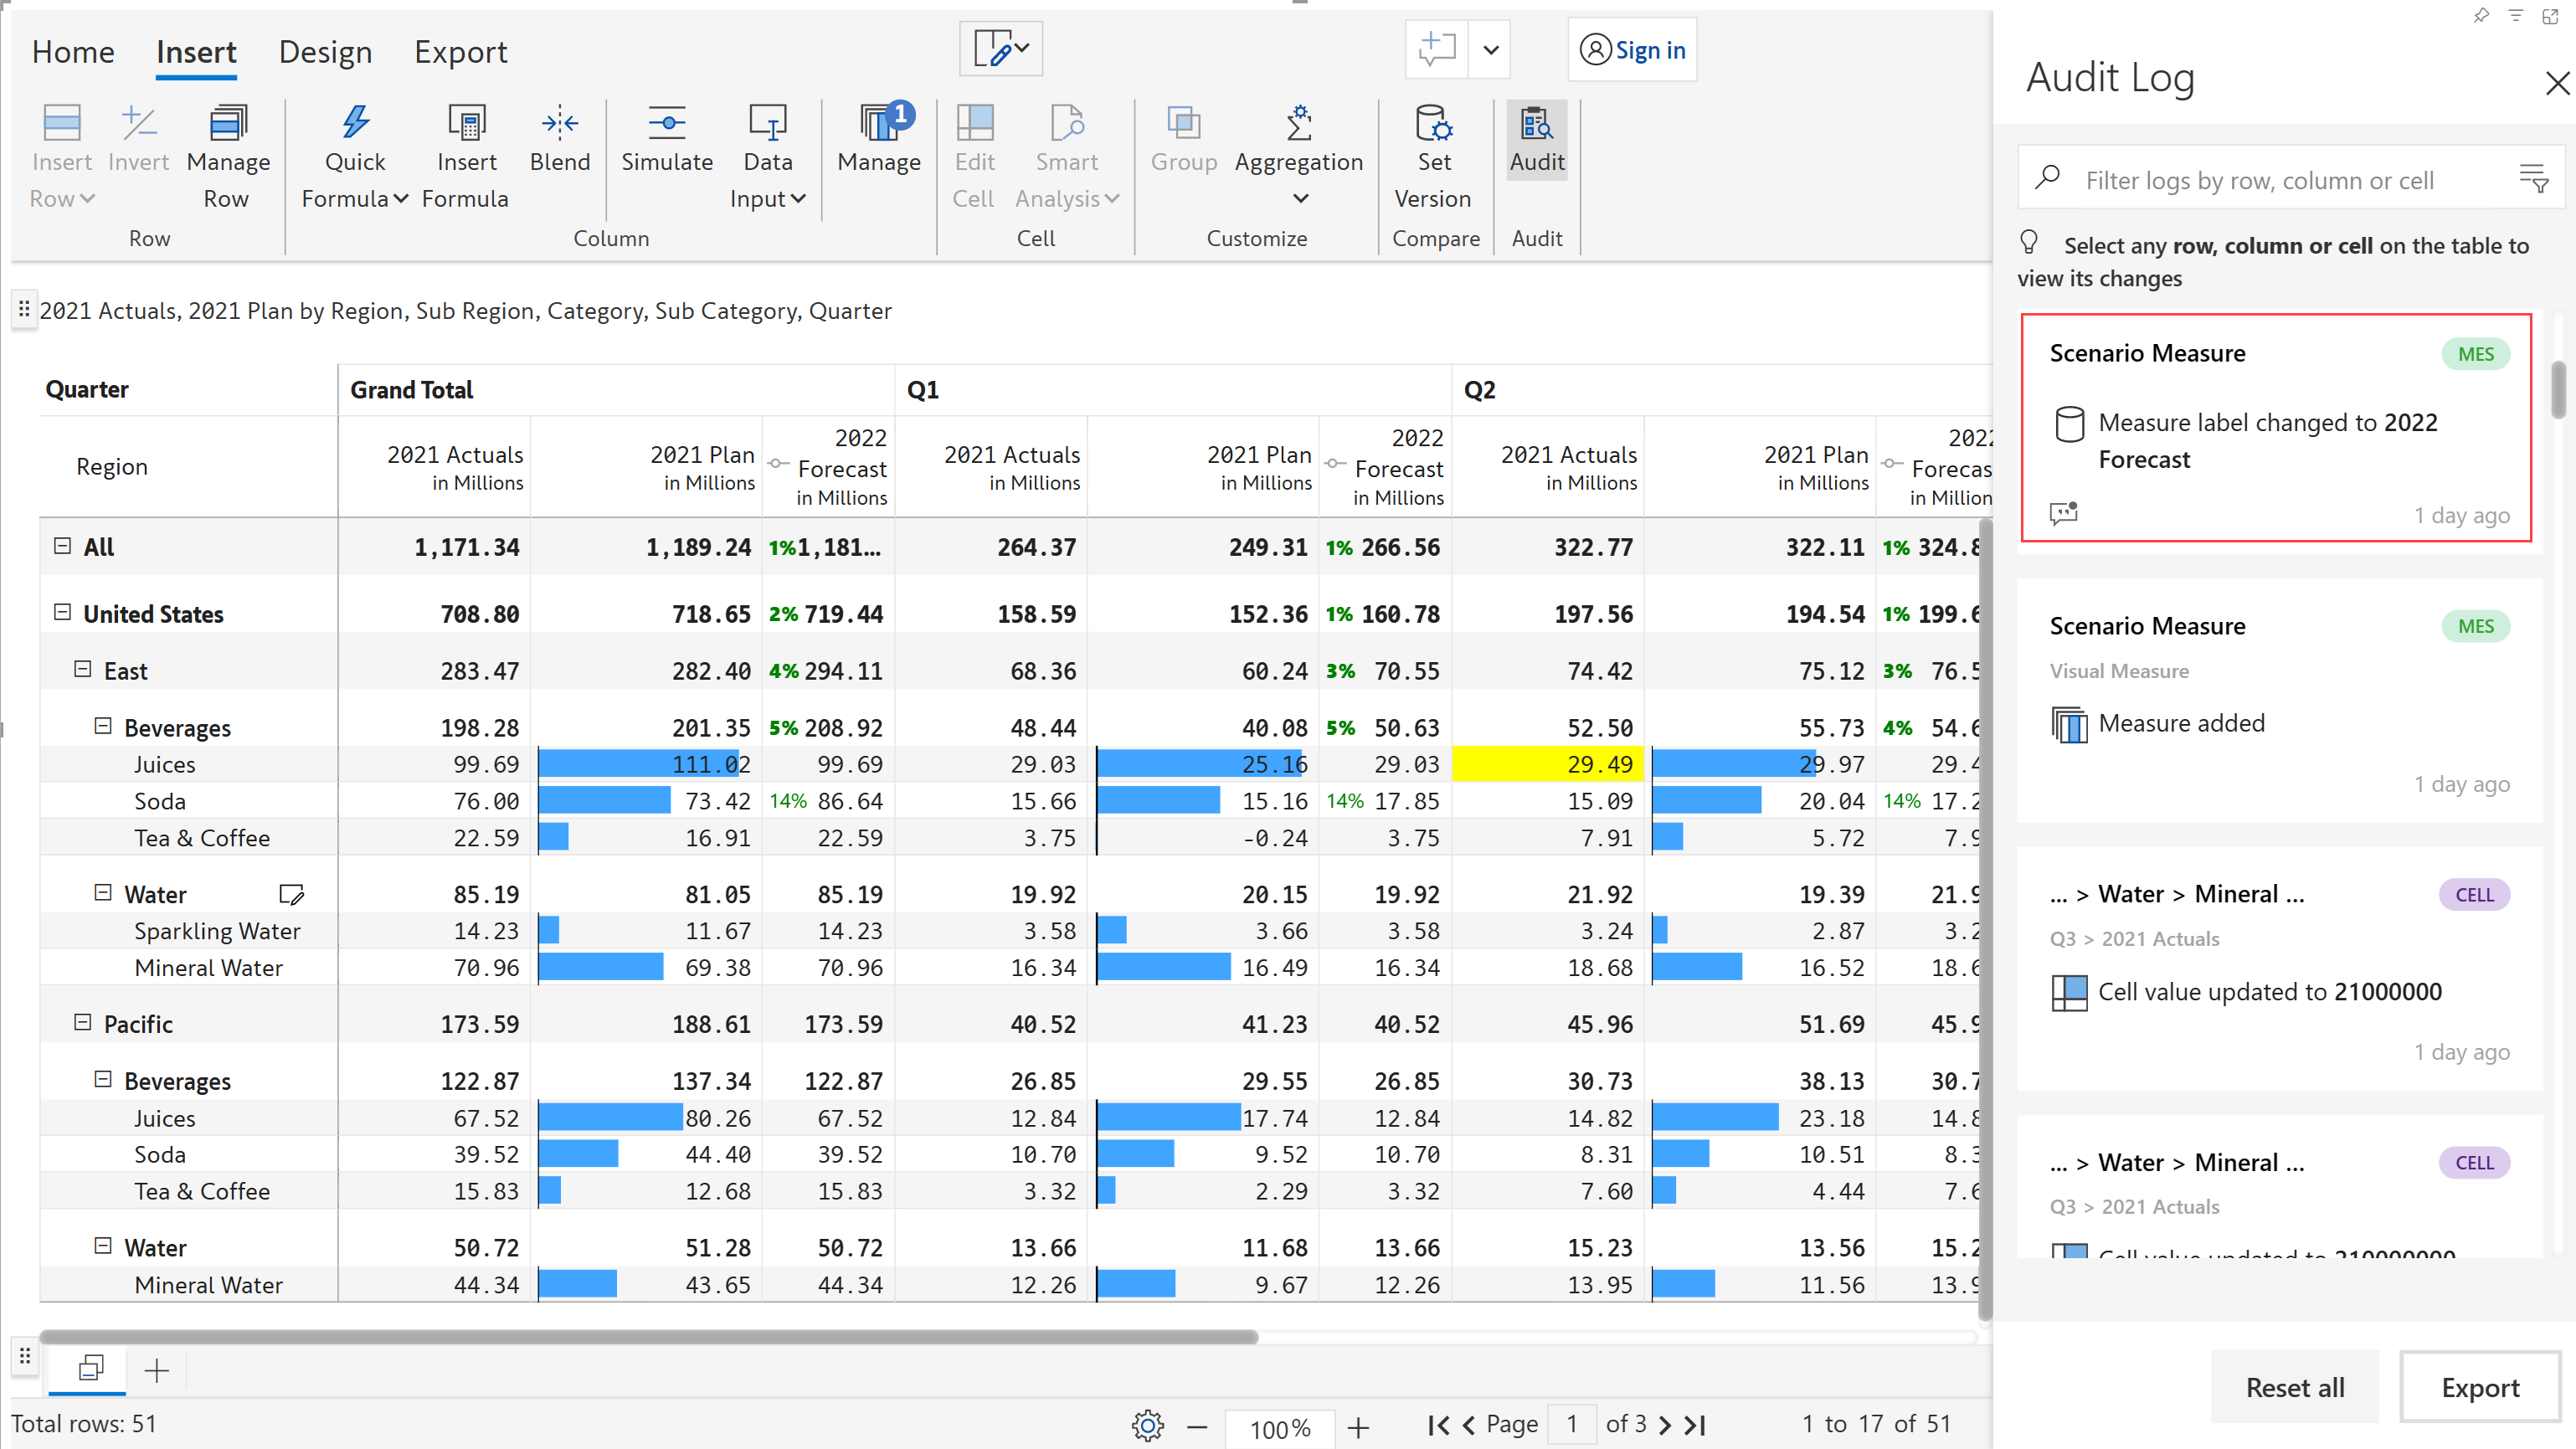 Home Insert Design Export Sign in
Insert Row Invert Manage Row Quick Formula Insert Formula Blend Simulate Data Input Manage 1 Edit Cell Smart Analysis Group Aggregation Set Version Audit
Row Column Cell Customize Compare Audit
2021 Actuals, 2021 Plan by Region, Sub Region, Category, Sub Category, Quarter
Quarter Grand Total Q1 Q2
Region 2021 Actuals in Millions 2021 Plan in Millions 2022 Forecast in Millions 2021 Actuals in Millions 2021 Plan in Millions 2022 Forecast in Millions 2021 Actuals in Millions 2021 Plan in Millions 2022 Forecas in Million
All 1,171.34 1,189.24 1% 1,181... 264.37 249.31 1% 266.56 322.77 322.11 1% 324.8
United States 708.80 718.65 2% 719.44 158.59 152.36 1% 160.78 197.56 194.54 1% 199.6
East 283.47 282.40 4% 294.11 68.36 60.24 3% 70.55 74.42 75.12 3% 76.5
Beverages 198.28 201.35 5% 208.92 48.44 40.08 5% 50.63 52.50 55.73 4% 54.6
Juices 99.69 111.02 99.69 29.03 25.16 29.03 29.49 29.97 29.4
Soda 76.00 73.42 14% 86.64 15.66 15.16 14% 17.85 15.09 20.04 14% 17.2
Tea & Coffee 22.59 16.91 22.59 3.75 -0.24 3.75 7.91 5.72 7.9
Water 85.19 81.05 85.19 19.92 20.15 19.92 21.92 19.39 21.9
Sparkling Water 14.23 11.67 14.23 3.58 3.66 3.58 3.24 2.87 3.2
Mineral Water 70.96 69.38 70.96 16.34 16.49 16.34 18.68 16.52 18.6
Pacific 173.59 188.61 173.59 40.52 41.23 40.52 45.96 51.69 45.9
Beverages 122.87 137.34 122.87 26.85 29.55 26.85 30.73 38.13 30.7
Juices 67.52 80.26 67.52 12.84 17.74 12.84 14.82 23.18 14.8
Soda 39.52 44.40 39.52 10.70 9.52 10.70 8.31 10.51 8.3
Tea & Coffee 15.83 12.68 15.83 3.32 2.29 3.32 7.60 4.44 7.6
Water 50.72 51.28 50.72 13.66 11.68 13.66 15.23 13.56 15.2
Mineral Water 44.34 43.65 44.34 12.26 9.67 12.26 13.95 11.56 13.9
Total rows: 51 100% Page 1 of 3 1 to 17 of 51
Audit Log
Filter logs by row, column or cell
Select any row, column or cell on the table to
view its changes
Scenario Measure MES
Measure label changed to 2022
Forecast
1 day ago
Scenario Measure MES
Visual Measure
Measure added
1 day ago
... > Water > Mineral ... CELL
Q3 > 2021 Actuals
Cell value updated to 21000000
1 day ago
... > Water > Mineral ... CELL
Q3 > 2021 Actuals
Cell value updated to 210000000
Reset all Export